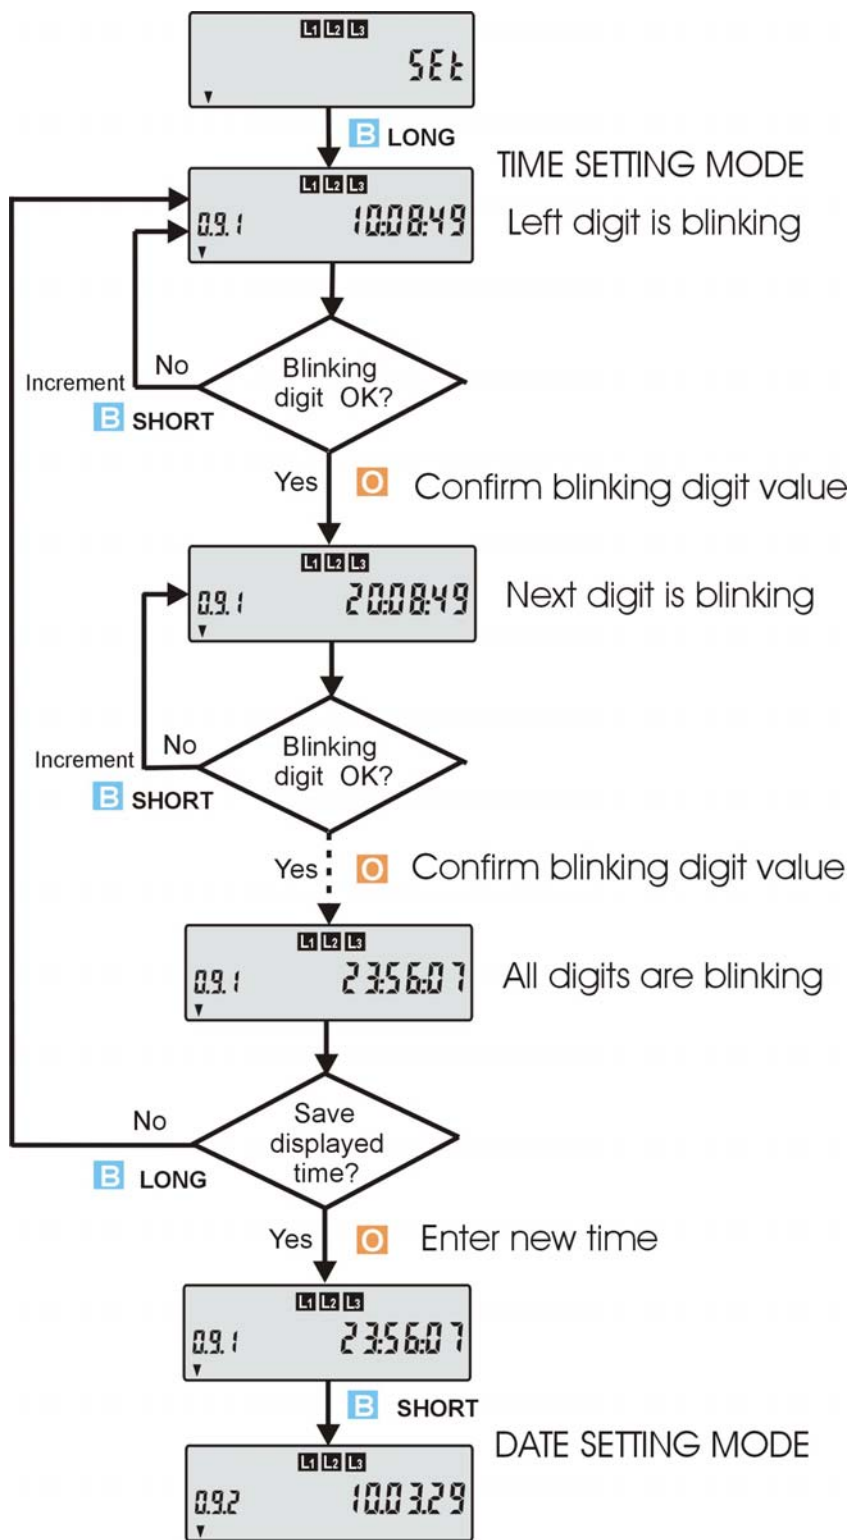 L1 L2 L3
SEt
B LONG
TIME SETTING MODE
L1 L2 L3
0.9.1 10:08:49
Left digit is blinking
Blinking
digit OK?
No
Increment
B SHORT
Yes O Confirm blinking digit value
L1 L2 L3
0.9.1 20:08:49
Next digit is blinking
Blinking
digit OK?
No
Increment
B SHORT
Yes O Confirm blinking digit value
L1 L2 L3
0.9.1 23:56:07
All digits are blinking
Save
displayed
time?
No
B LONG
Yes O Enter new time
L1 L2 L3
0.9.1 23:56:07
B SHORT
DATE SETTING MODE
L1 L2 L3
0.9.2 10.03.29